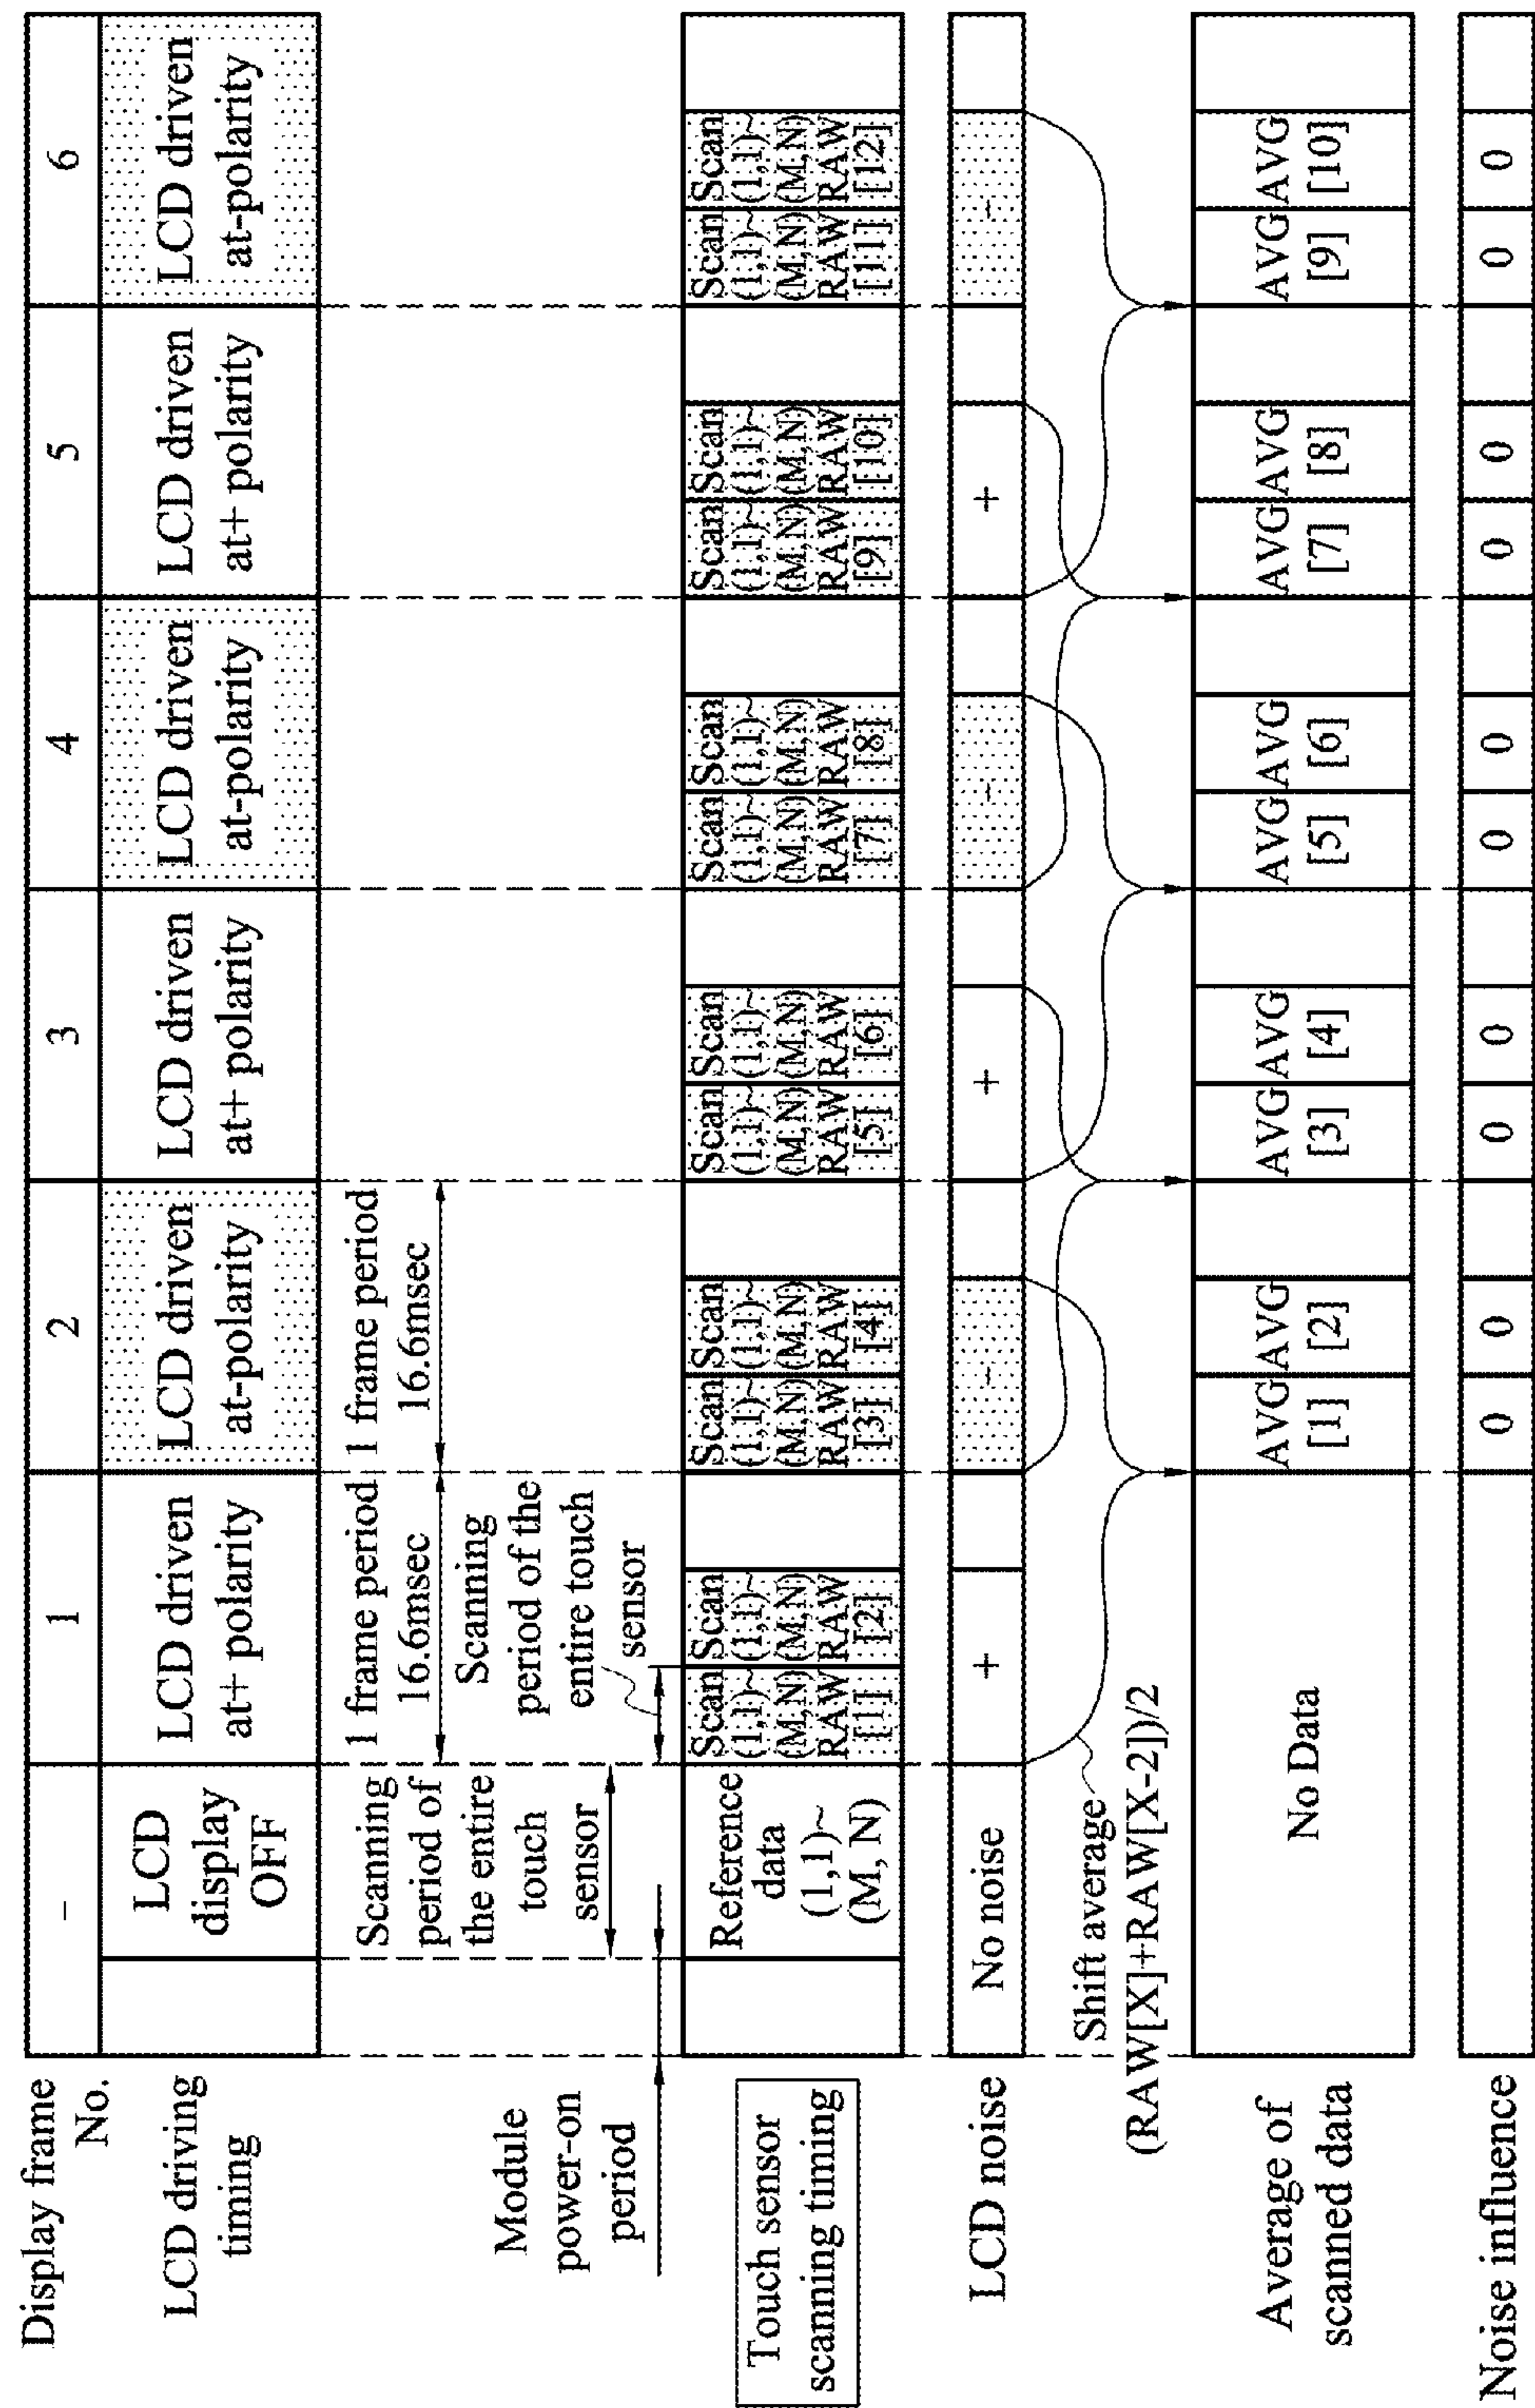 Display frame
No.
–
1
2
3
4
5
6
LCD driving
timing
LCD
display
OFF
LCD driven
at+ polarity
LCD driven
at-polarity
LCD driven
at+ polarity
LCD driven
at-polarity
LCD driven
at+ polarity
LCD driven
at-polarity
Module
power-on
period
Scanning
period of
the entire
touch
sensor
1 frame period
16.6msec
1 frame period
16.6msec
Scanning
period of the
entire touch
sensor
Touch sensor
scanning timing
Reference
data
(1,1)~
(M, N)
Scan
(1,1)~
(M,N)
RAW
[1]
Scan
(1,1)~
(M,N)
RAW
[2]
Scan
(1,1)~
(M,N)
RAW
[3]
Scan
(1,1)~
(M,N)
RAW
[4]
Scan
(1,1)~
(M,N)
RAW
[5]
Scan
(1,1)~
(M,N)
RAW
[6]
Scan
(1,1)~
(M,N)
RAW
[7]
Scan
(1,1)~
(M,N)
RAW
[8]
Scan
(1,1)~
(M,N)
RAW
[9]
Scan
(1,1)~
(M,N)
RAW
[10]
Scan
(1,1)~
(M,N)
RAW
[11]
Scan
(1,1)~
(M,N)
RAW
[12]
LCD noise
No noise
+
-
+
-
+
-
Shift average
(RAW[X]+RAW[X-2])/2
Average of
scanned data
No Data
AVG
[1]
AVG
[2]
AVG
[3]
AVG
[4]
AVG
[5]
AVG
[6]
AVG
[7]
AVG
[8]
AVG
[9]
AVG
[10]
Noise influence
0
0
0
0
0
0
0
0
0
0